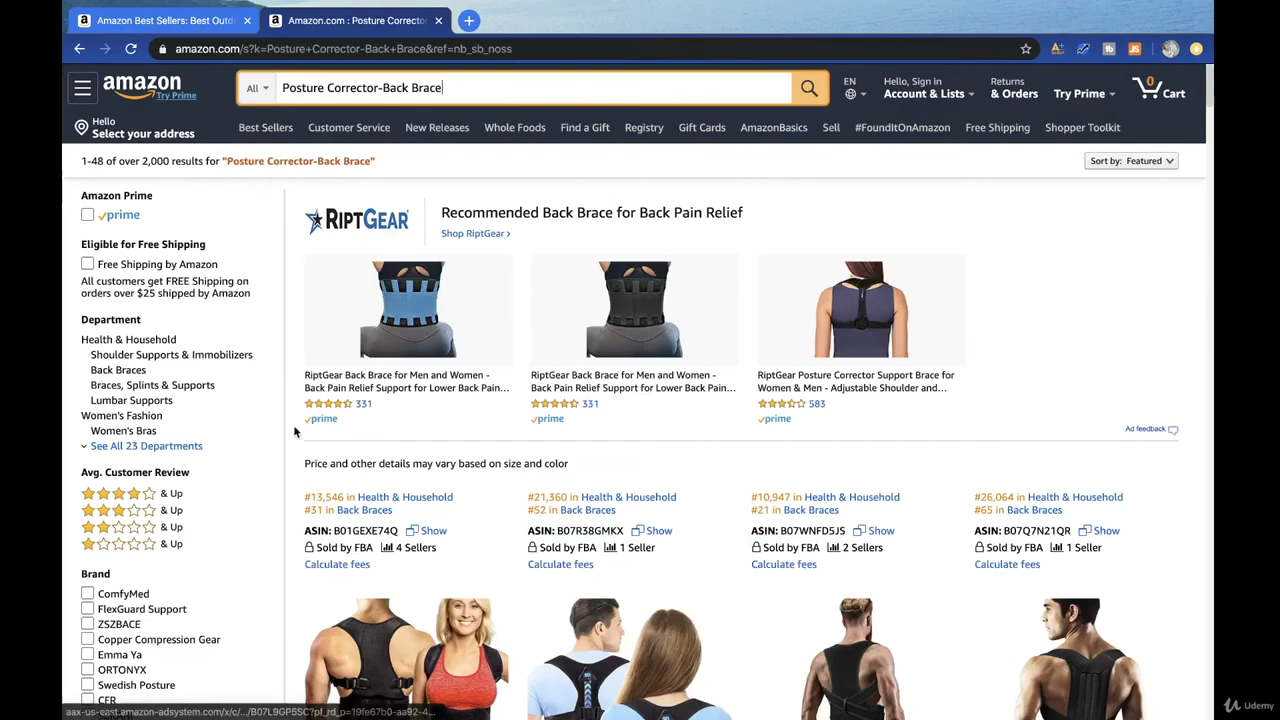 Amazon Best Sellers: Best Outd
Amazon.com : Posture Corrector
amazon.com/s?k=Posture+Corrector-Back+Brace&ref=nb_sb_noss
amazon
Try Prime
All
Posture Corrector-Back Brace
EN
Hello, Sign in
Account & Lists
Returns
& Orders
Try Prime
0
Cart
Hello
Select your address
Best Sellers
Customer Service
New Releases
Whole Foods
Find a Gift
Registry
Gift Cards
AmazonBasics
Sell
#FoundItOnAmazon
Free Shipping
Shopper Toolkit
1-48 of over 2,000 results for "Posture Corrector-Back Brace"
Sort by: Featured
Amazon Prime
prime
Eligible for Free Shipping
Free Shipping by Amazon
All customers get FREE Shipping on
orders over $25 shipped by Amazon
Department
Health & Household
Shoulder Supports & Immobilizers
Back Braces
Braces, Splints & Supports
Lumbar Supports
Women's Fashion
Women's Bras
See All 23 Departments
Avg. Customer Review
& Up
& Up
& Up
& Up
Brand
ComfyMed
FlexGuard Support
ZSZBACE
Copper Compression Gear
Emma Ya
ORTONYX
Swedish Posture
CFR
RIPTGEAR
Recommended Back Brace for Back Pain Relief
Shop RiptGear ›
RiptGear Back Brace for Men and Women -
Back Pain Relief Support for Lower Back Pain...
331
prime
RiptGear Back Brace for Men and Women -
Back Pain Relief Support for Lower Back Pain...
331
prime
RiptGear Posture Corrector Support Brace for
Women & Men - Adjustable Shoulder and...
583
prime
Ad feedback
Price and other details may vary based on size and color
#13,546 in Health & Household
#31 in Back Braces
ASIN: B01GEXE74Q Show
Sold by FBA 4 Sellers
Calculate fees
#21,360 in Health & Household
#52 in Back Braces
ASIN: B07R38GMKX Show
Sold by FBA 1 Seller
Calculate fees
#10,947 in Health & Household
#21 in Back Braces
ASIN: B07WNFD5JS Show
Sold by FBA 2 Sellers
Calculate fees
#26,064 in Health & Household
#65 in Back Braces
ASIN: B07Q7N21QR Show
Sold by FBA 1 Seller
Calculate fees
aax-us-east.amazon-adsystem.com/x/c/.../B07L9GP5SC?pf_rd_p=19fe67b0-aa92-4...
Udemy